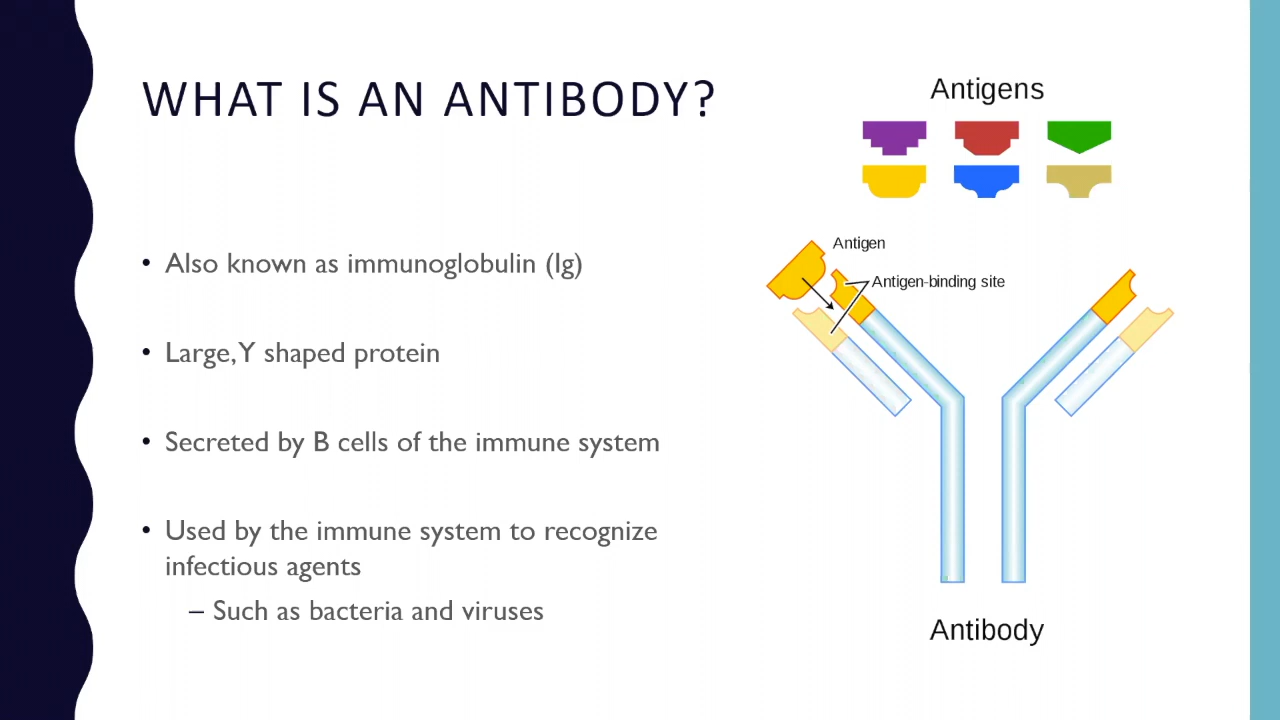 WHAT IS AN ANTIBODY?
• Also known as immunoglobulin (Ig)
• Large, Y shaped protein
• Secreted by B cells of the immune system
• Used by the immune system to recognize
infectious agents
– Such as bacteria and viruses
Antigens
Antigen
Antigen-binding site
Antibody